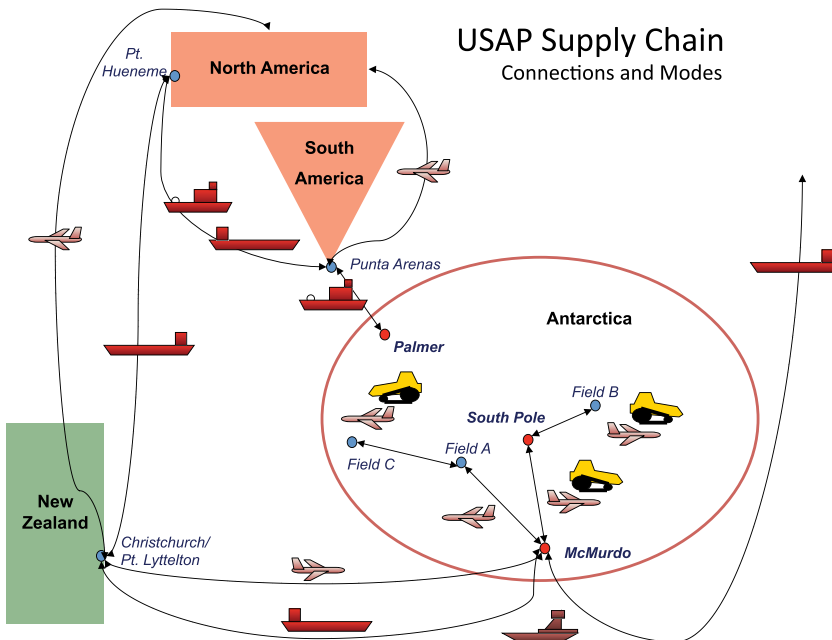 USAP Supply Chain
Connections and Modes
Pt.
Hueneme
North America
South
America
Punta Arenas
Antarctica
Palmer
Field B
South Pole
Field A
Field C
New
Zealand
Christchurch/
Pt. Lyttelton
McMurdo